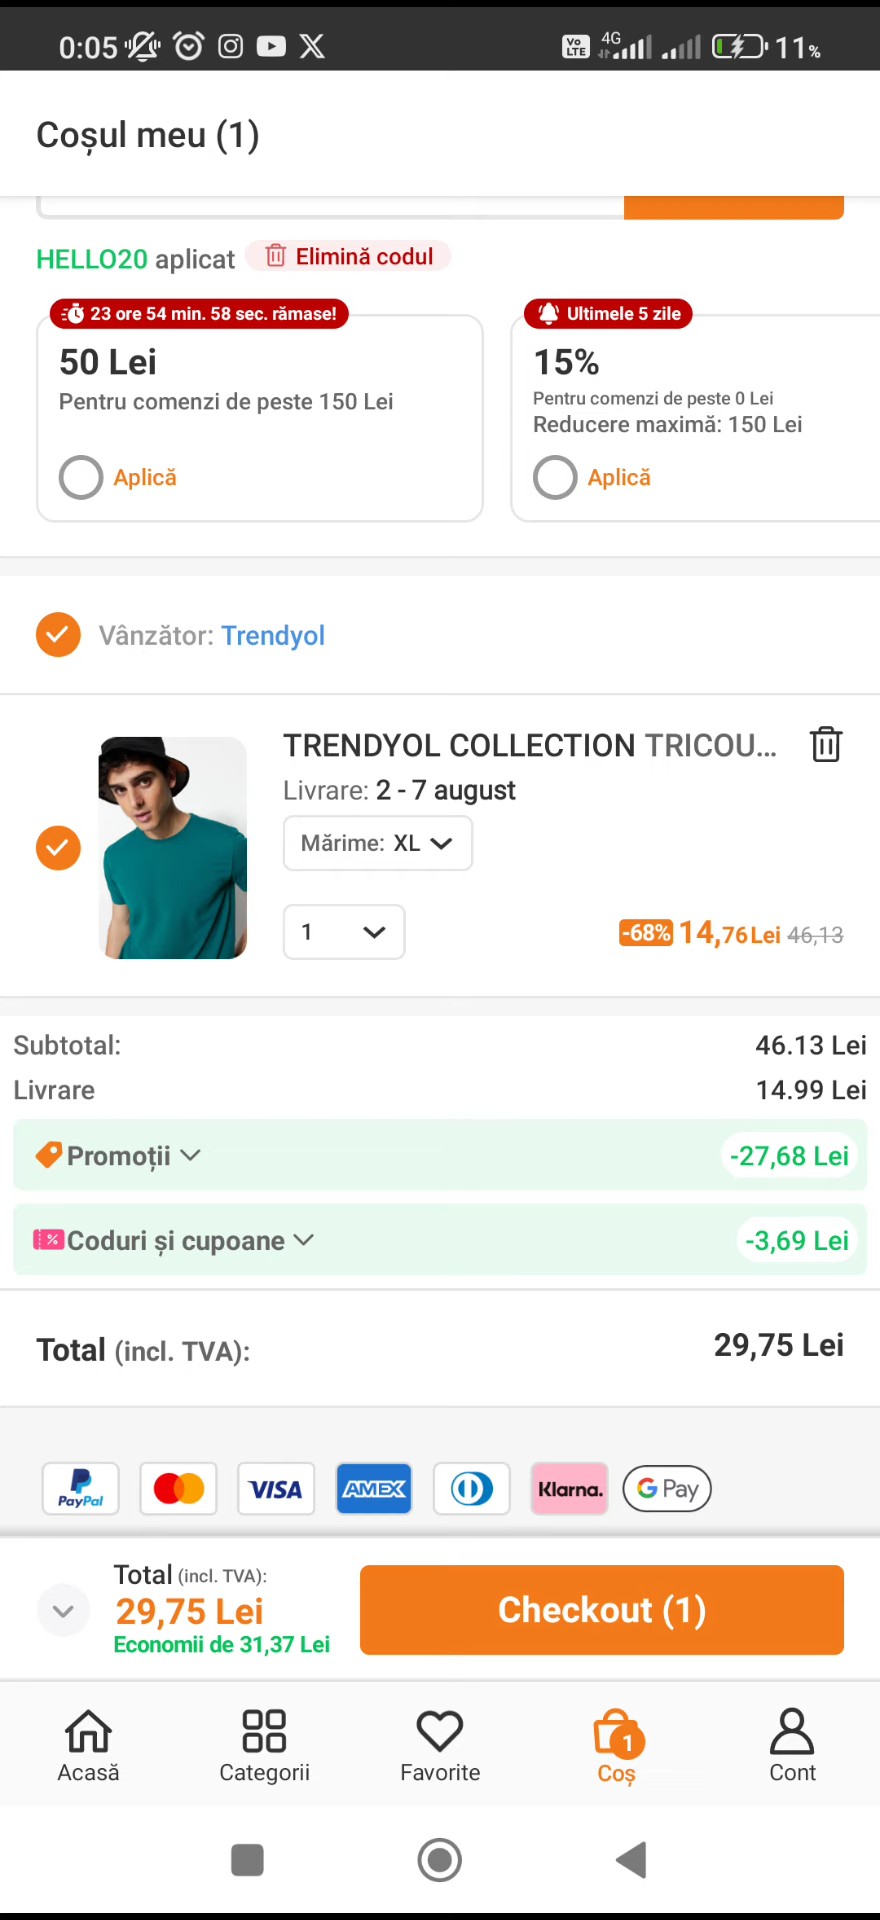 0:05 Vo LTE 4G 11%
Coșul meu (1)
HELLO20 aplicat Elimină codul
23 ore 54 min. 58 sec. rămase!
50 Lei
Pentru comenzi de peste 150 Lei
Aplică
Ultimele 5 zile
15%
Pentru comenzi de peste 0 Lei
Reducere maximă: 150 Lei
Aplică
Vânzător: Trendyol
TRENDYOL COLLECTION TRICOU...
Livrare: 2 - 7 august
Mărime: XL
1
-68% 14,76 Lei 46,13
Subtotal: 46.13 Lei
Livrare 14.99 Lei
Promoții -27,68 Lei
Coduri și cupoane -3,69 Lei
Total (incl. TVA): 29,75 Lei
PayPal VISA AMEX Klarna. G Pay
Total (incl. TVA):
29,75 Lei
Economii de 31,37 Lei
Checkout (1)
1
Acasă Categorii Favorite Coș Cont